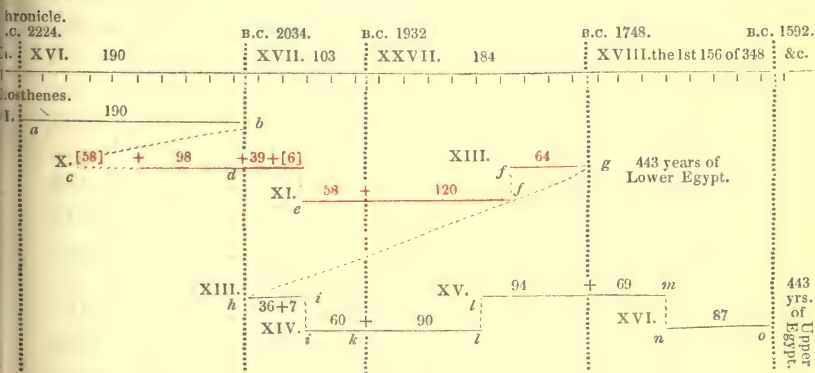 hronicle.
.C. 2224. B.C. 2034. B.C. 1932 B.C. 1748. B.C. 1592.
XVI. 190 XVII. 103 XXVII. 184 XVIII. the 1st 156 of 348 &c.
osthenes.
I. 190
a b
X. [58] + 98 +39+[6] XIII. 64 443 years of
c d f g Lower Egypt.
XI. 58 + 120
e f
XIII. 36+7 i XV. 94 + 69 m 443
h l yrs.
XIV. 60 + 90 XVI. 87 of
i k l n o Upper
Egypt.